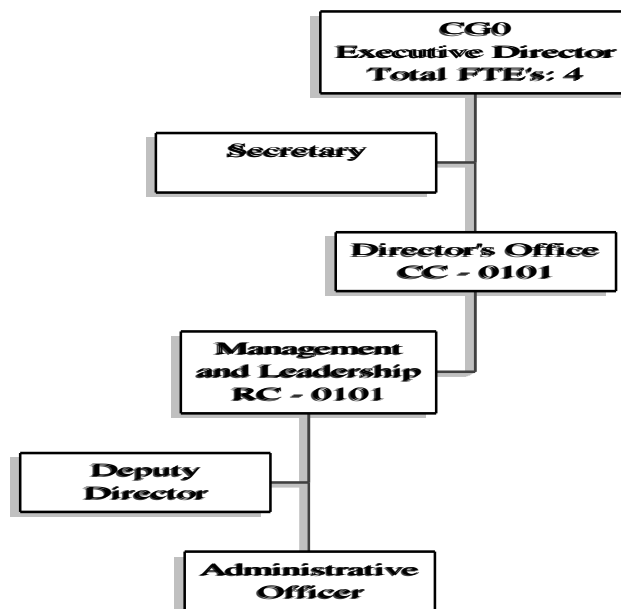 CG0
Executive Director
Total FTE's: 4
Secretary
Director's Office
CC - 0101
Management
and Leadership
RC - 0101
Deputy
Director
Administrative
Officer